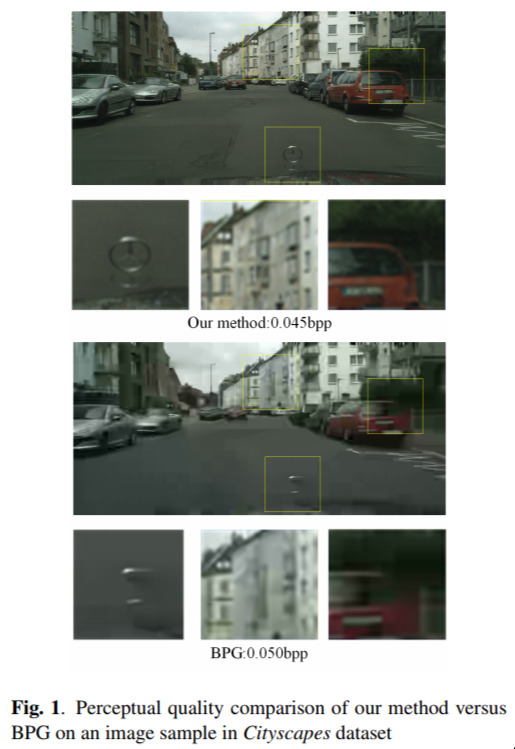 Our method:0.045bpp
BPG:0.050bpp
Fig. 1. Perceptual quality comparison of our method versus
BPG on an image sample in Cityscapes dataset